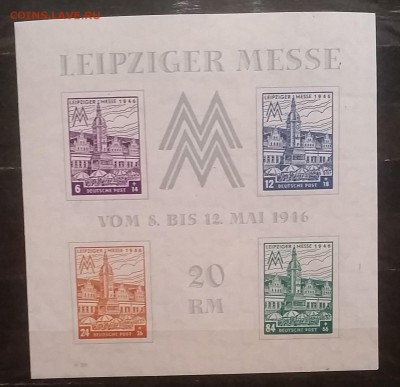 COINS.LAVE.RU
LEIPZIGER MESSE
LEIPZIGER MESSE 1946
6 + 14
DEUTSCHE POST
LEIPZIGER MESSE 1946
12 + 18
DEUTSCHE POST
VOM 8. BIS 12. MAI 1946
LEIPZIGER MESSE 1946
24 + 26
DEUTSCHE POST
20
RM
LEIPZIGER MESSE 1946
84 + 66
DEUTSCHE POST